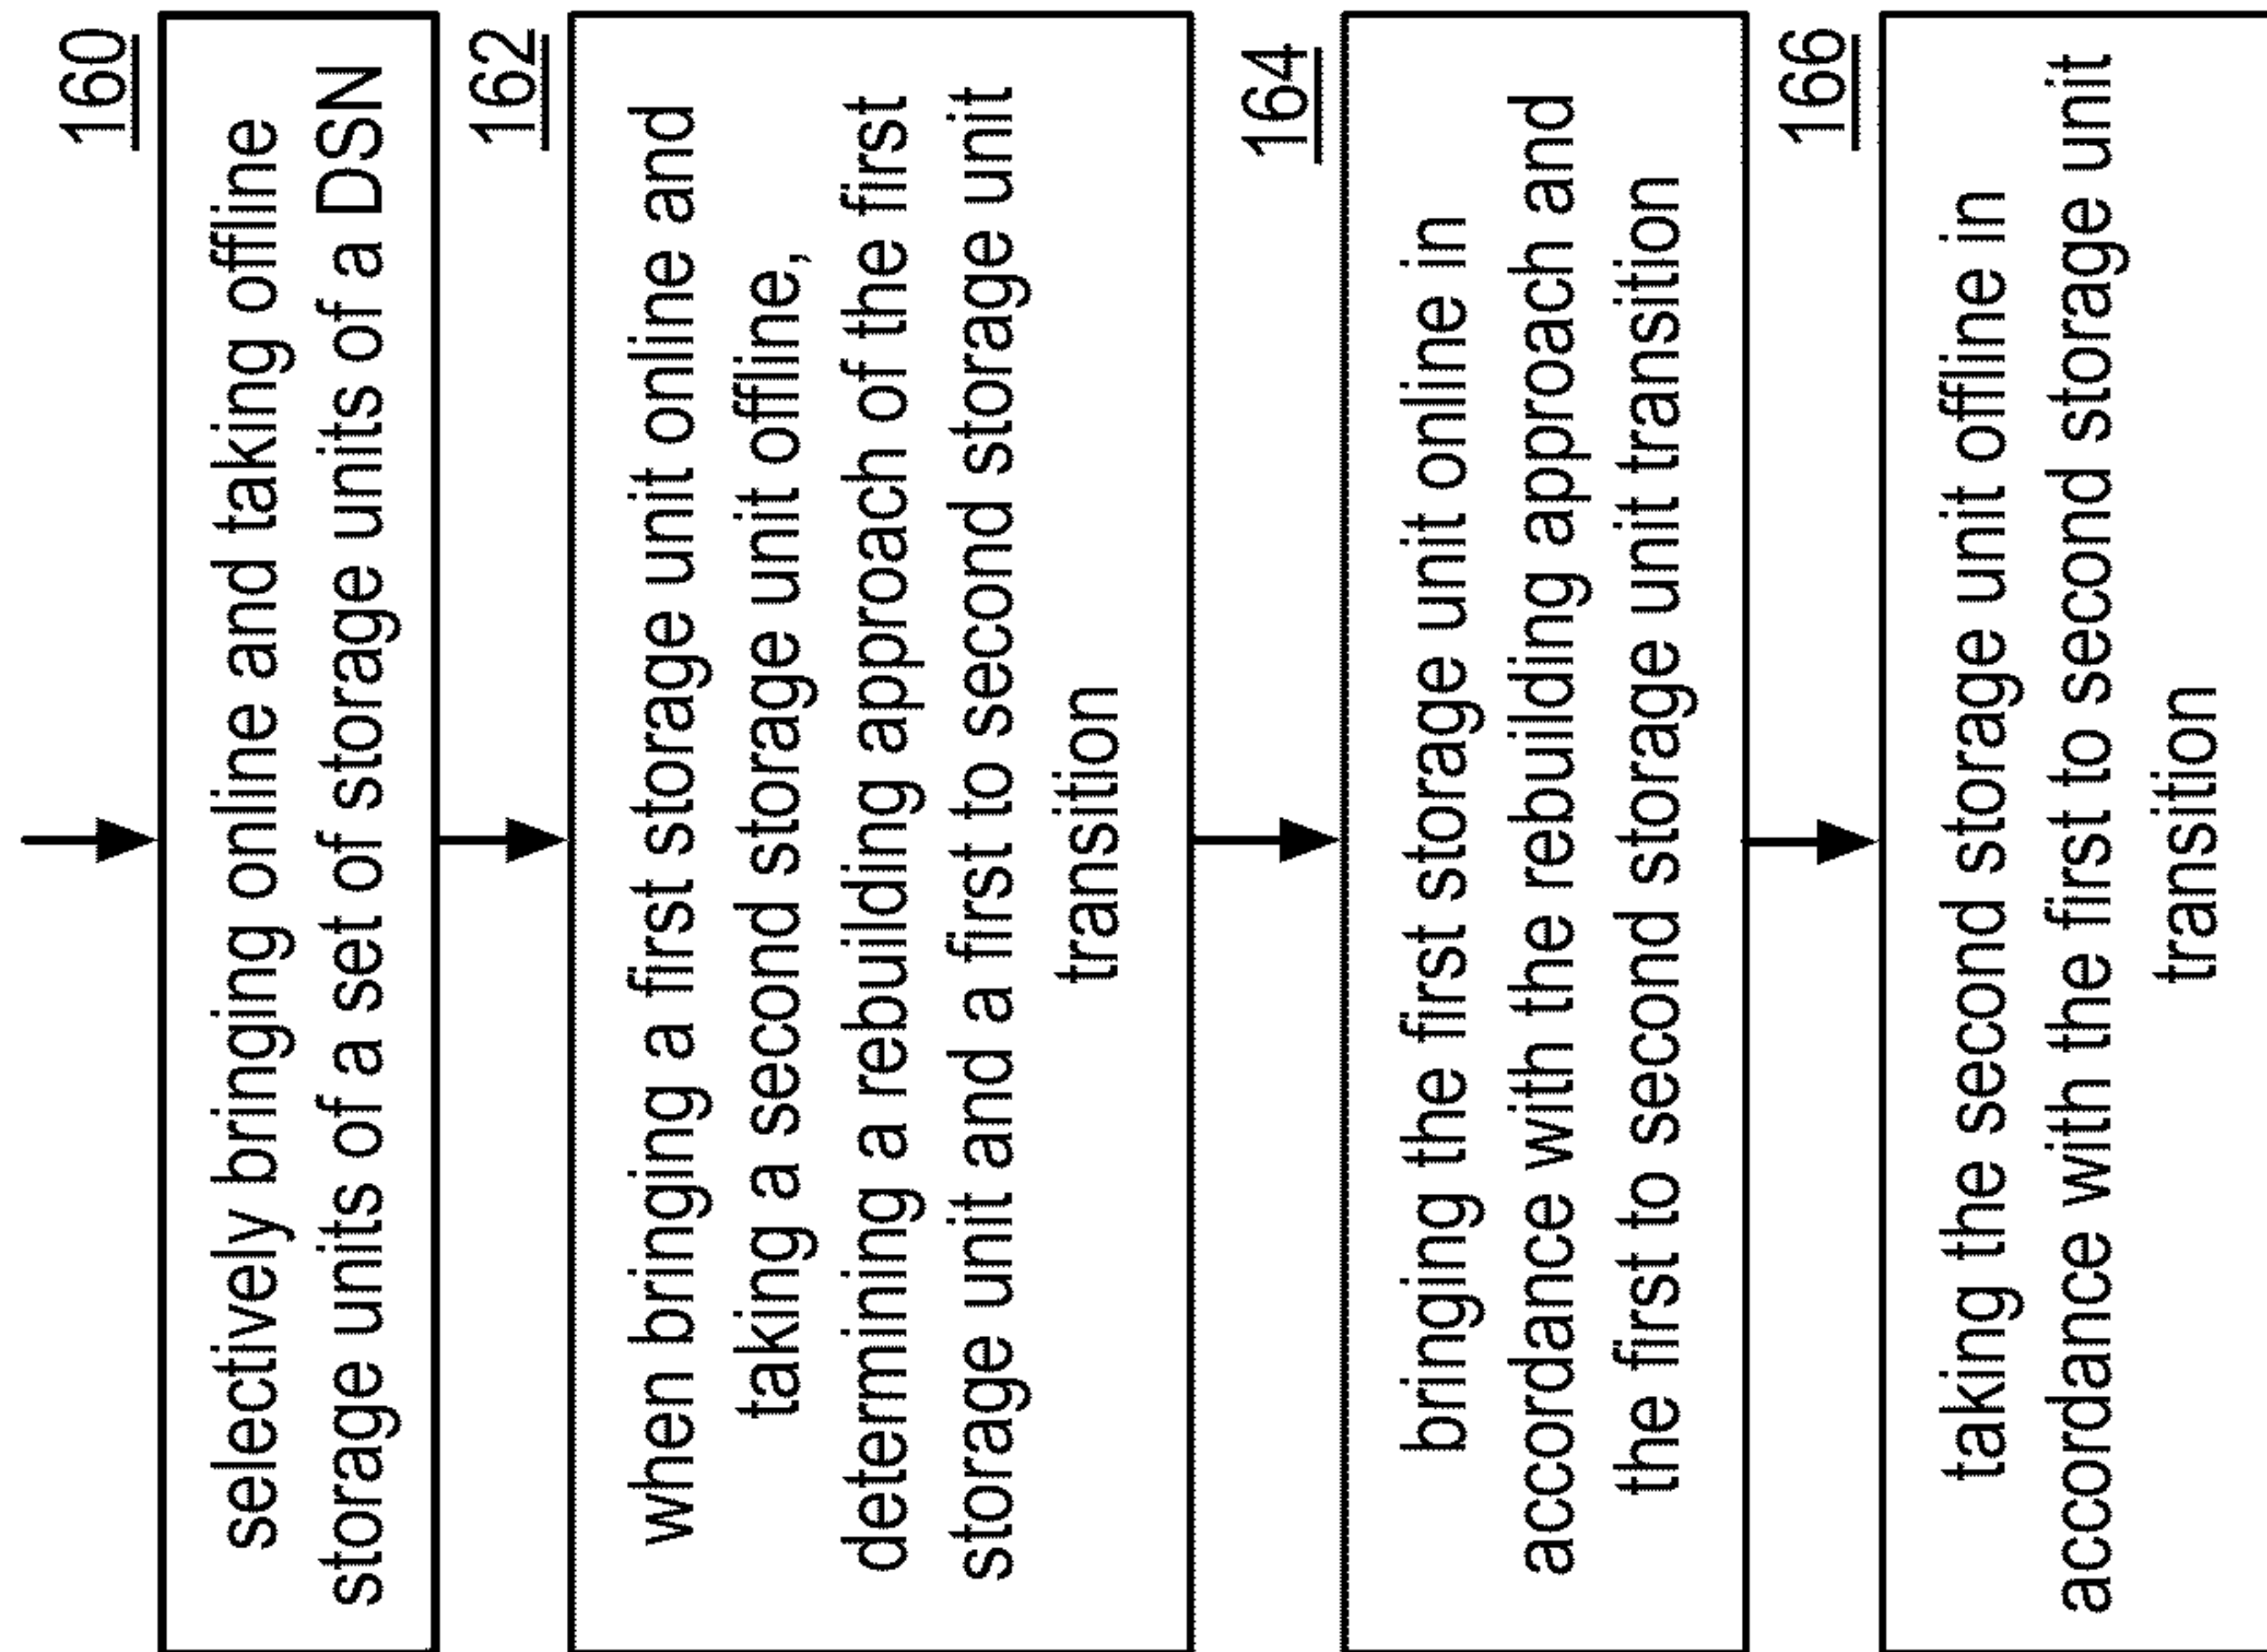 160
selectively bringing online and taking offline
storage units of a set of storage units of a DSN
162
when bringing a first storage unit online and
taking a second storage unit offline,
determining a rebuilding approach of the first
storage unit and a first to second storage unit
transition
164
bringing the first storage unit online in
accordance with the rebuilding approach and
the first to second storage unit transition
166
taking the second storage unit offline in
accordance with the first to second storage unit
transition